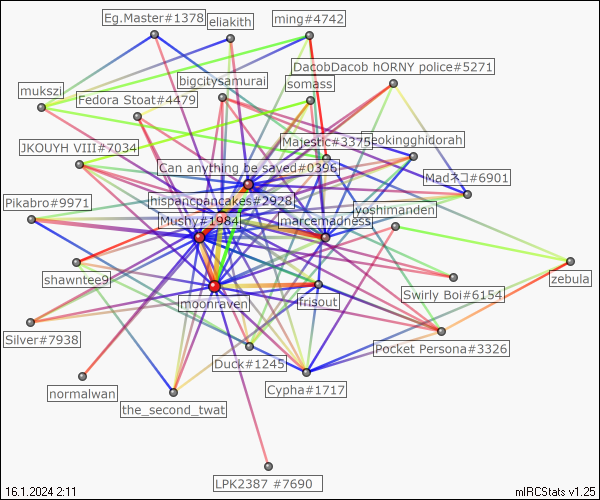 Eg.Master#1378
eliakith
ming#4742
DacobDacob hORNY police#5271
bigcitysamurai
somass
mukszi
Fedora Stoat#4479
Majestic#3375
eokingghidorah
JKOUYH VIII#7034
Can anything be saved#0396
Madネコ#6901
Pikabro#9971
hispanicpancakes#2928
Mushy#1984
marcemadness
yoshimanden
shawntee9
moonraven
frisout
Swirly Boi#6154
zebula
Silver#7938
Duck#1245
Pocket Persona#3326
normalwan
the_second_twat
Cypha#1717
LPK2387 #7690
16.1.2024 2:11
mIRCStats v1.25